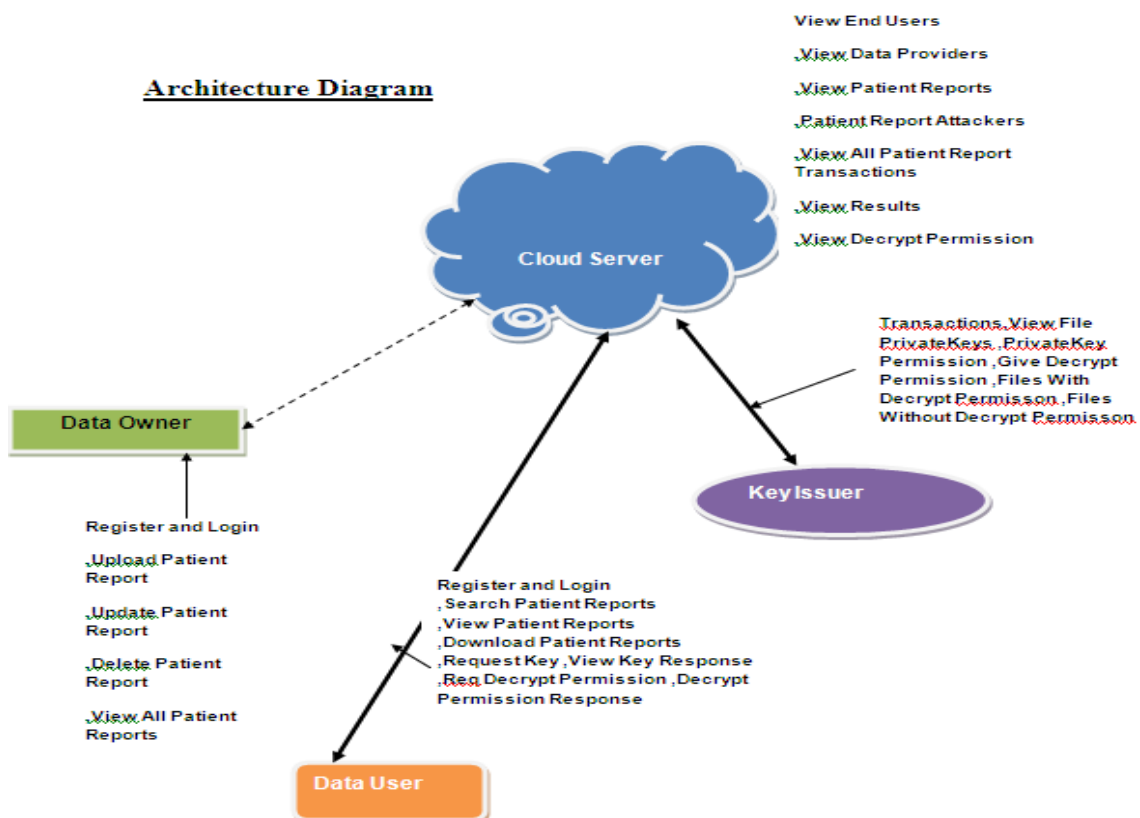 View End Users
,View Data Providers
Architecture Diagram
,View Patient Reports
,Patient Report Attackers
,View All Patient Report
Transactions
,View Results
,View Decrypt Permission
Cloud Server
Transactions,View File
PrivateKeys ,PrivateKey
Permission ,Give Decrypt
Permission ,Files With
Decrypt Permisson ,Files
Without Decrypt Permisson
Data Owner
Key Issuer
Register and Login
,Upload Patient
Report
,Update Patient
Report
,Delete Patient
Report
,View All Patient
Reports
Register and Login
,Search Patient Reports
,View Patient Reports
,Download Patient Reports
,Request Key ,View Key Response
,Req Decrypt Permission ,Decrypt
Permission Response
Data User